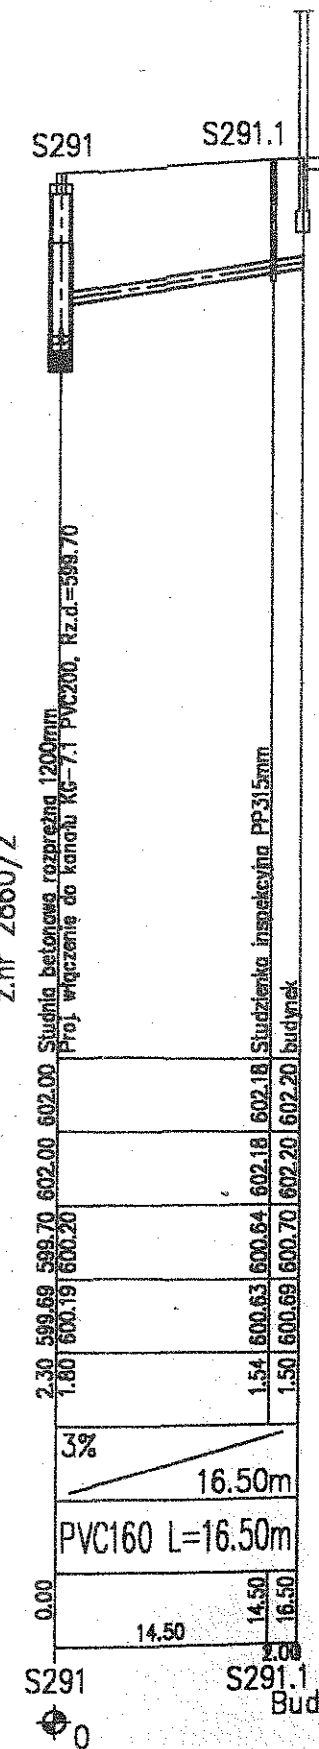 S291
S291.1
z.nr 2860/2
Studnia betonowa rozprężna 1200mm
Proj. włączenie do kanału KG-7.1 PVC200, Rz.d.=599.70
Studzienka inspekcyjna PP315mm
budynek
602.00 602.18 602.20
602.00 602.18 602.20
599.70 600.20 600.64 600.70
599.69 600.19 600.63 600.69
2.30 1.80 1.54 1.50
3%
16.50m
PVC160 L=16.50m
0.00 14.50 16.50
14.50 2.00
S291 S291.1
Bud
0